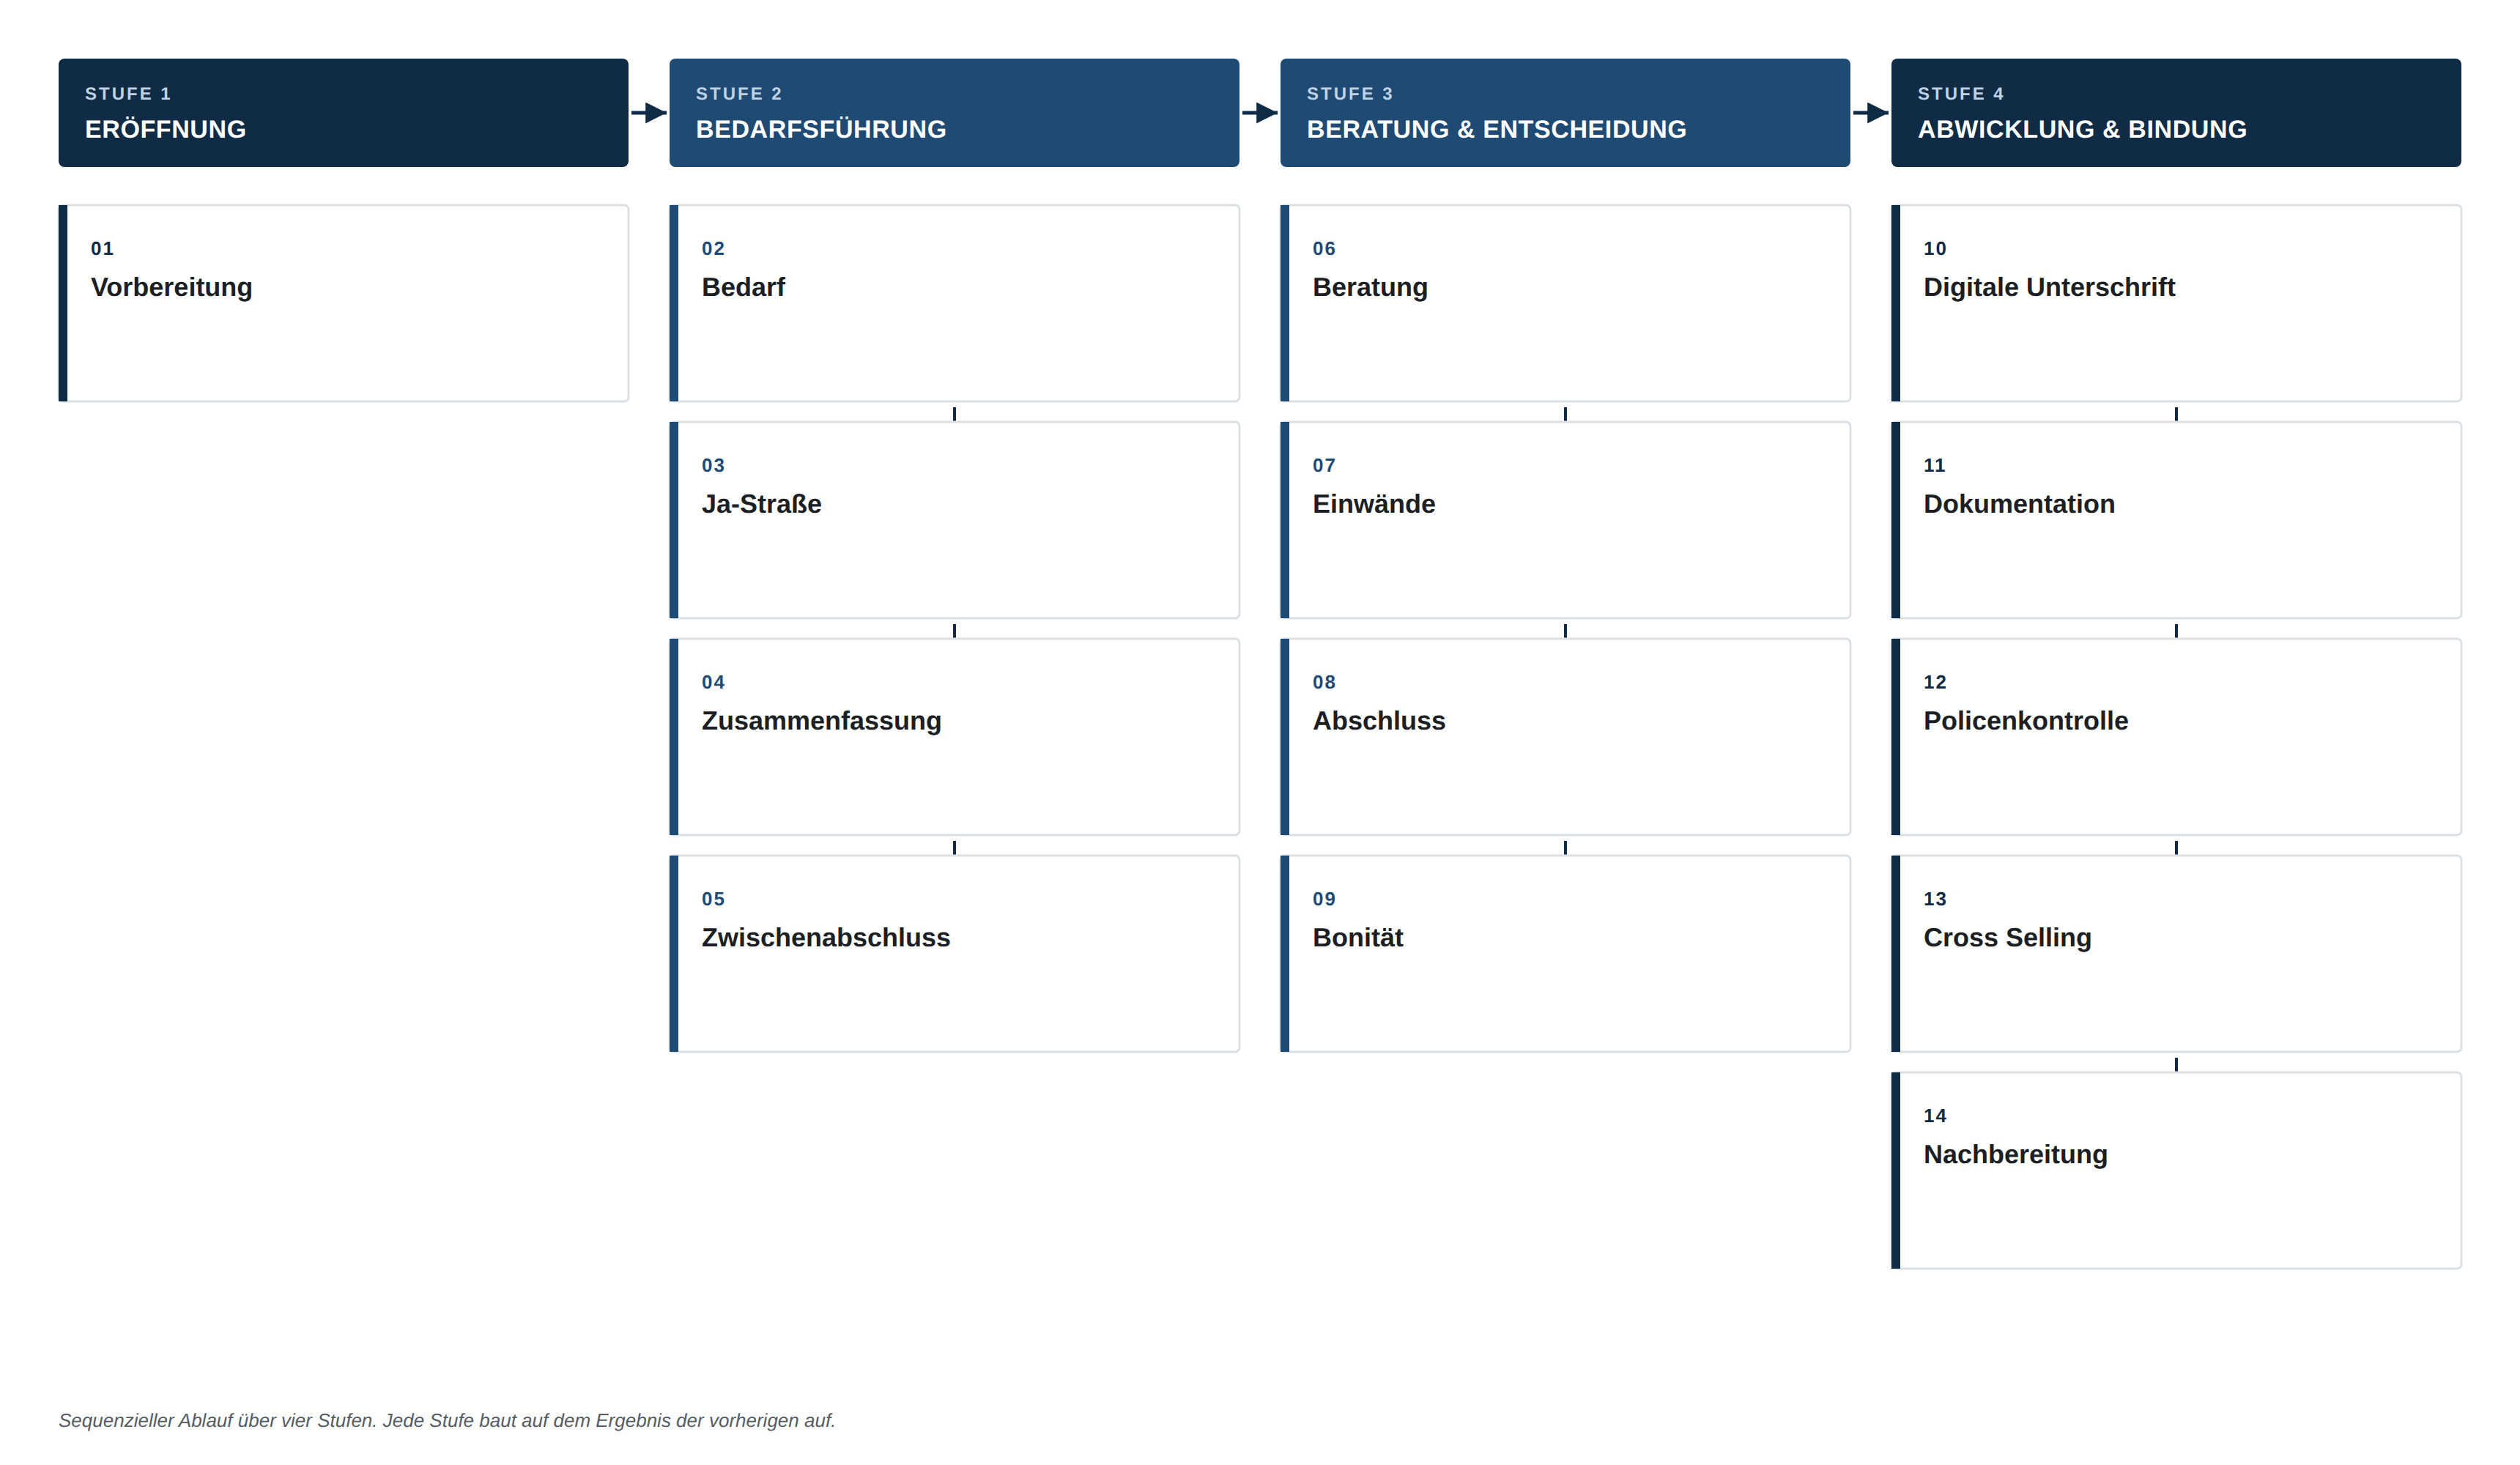 STUFE 1
ERÖFFNUNG
STUFE 2
BEDARFSFÜHRUNG
STUFE 3
BERATUNG & ENTSCHEIDUNG
STUFE 4
ABWICKLUNG & BINDUNG
01
Vorbereitung
02
Bedarf
03
Ja-Straße
04
Zusammenfassung
05
Zwischenabschluss
06
Beratung
07
Einwände
08
Abschluss
09
Bonität
10
Digitale Unterschrift
11
Dokumentation
12
Policenkontrolle
13
Cross Selling
14
Nachbereitung
Sequenzieller Ablauf über vier Stufen. Jede Stufe baut auf dem Ergebnis der vorherigen auf.